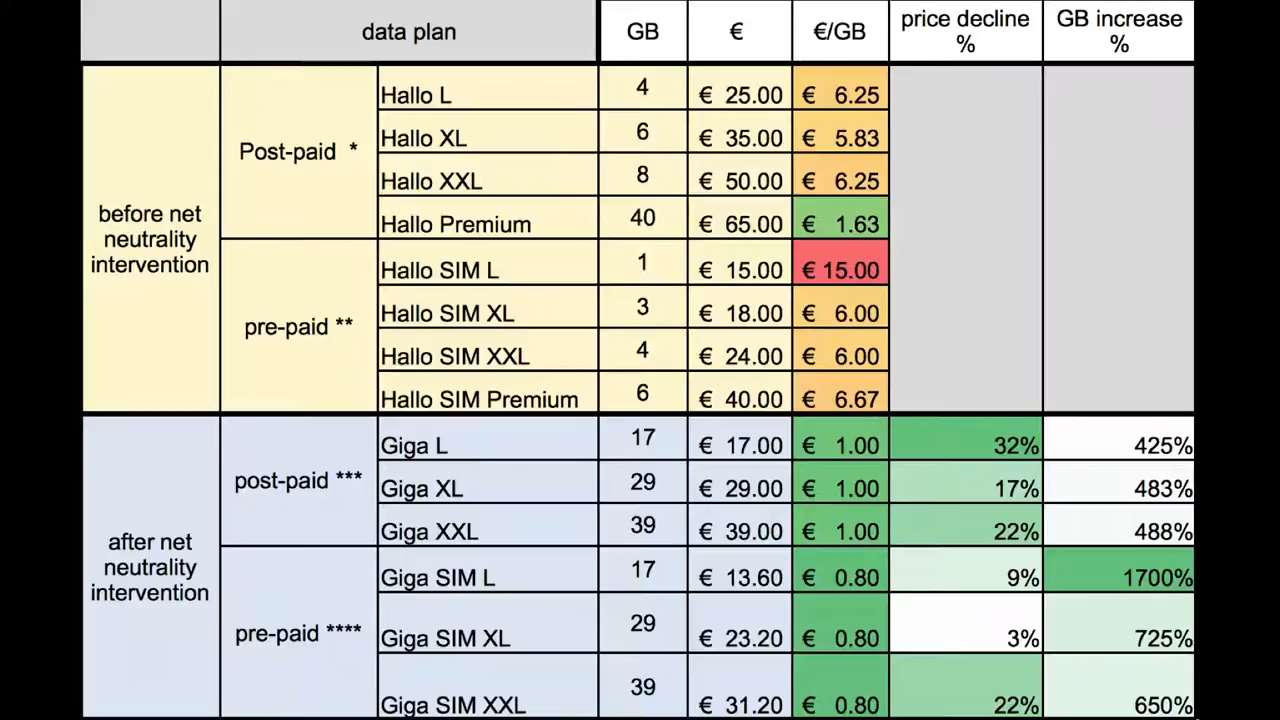 data plan GB € €/GB price decline % GB increase %
before net neutrality intervention
Post-paid *
Hallo L 4 € 25.00 € 6.25
Hallo XL 6 € 35.00 € 5.83
Hallo XXL 8 € 50.00 € 6.25
Hallo Premium 40 € 65.00 € 1.63
pre-paid **
Hallo SIM L 1 € 15.00 € 15.00
Hallo SIM XL 3 € 18.00 € 6.00
Hallo SIM XXL 4 € 24.00 € 6.00
Hallo SIM Premium 6 € 40.00 € 6.67
after net neutrality intervention
post-paid ***
Giga L 17 € 17.00 € 1.00 32% 425%
Giga XL 29 € 29.00 € 1.00 17% 483%
Giga XXL 39 € 39.00 € 1.00 22% 488%
pre-paid ****
Giga SIM L 17 € 13.60 € 0.80 9% 1700%
Giga SIM XL 29 € 23.20 € 0.80 3% 725%
Giga SIM XXL 39 € 31.20 € 0.80 22% 650%